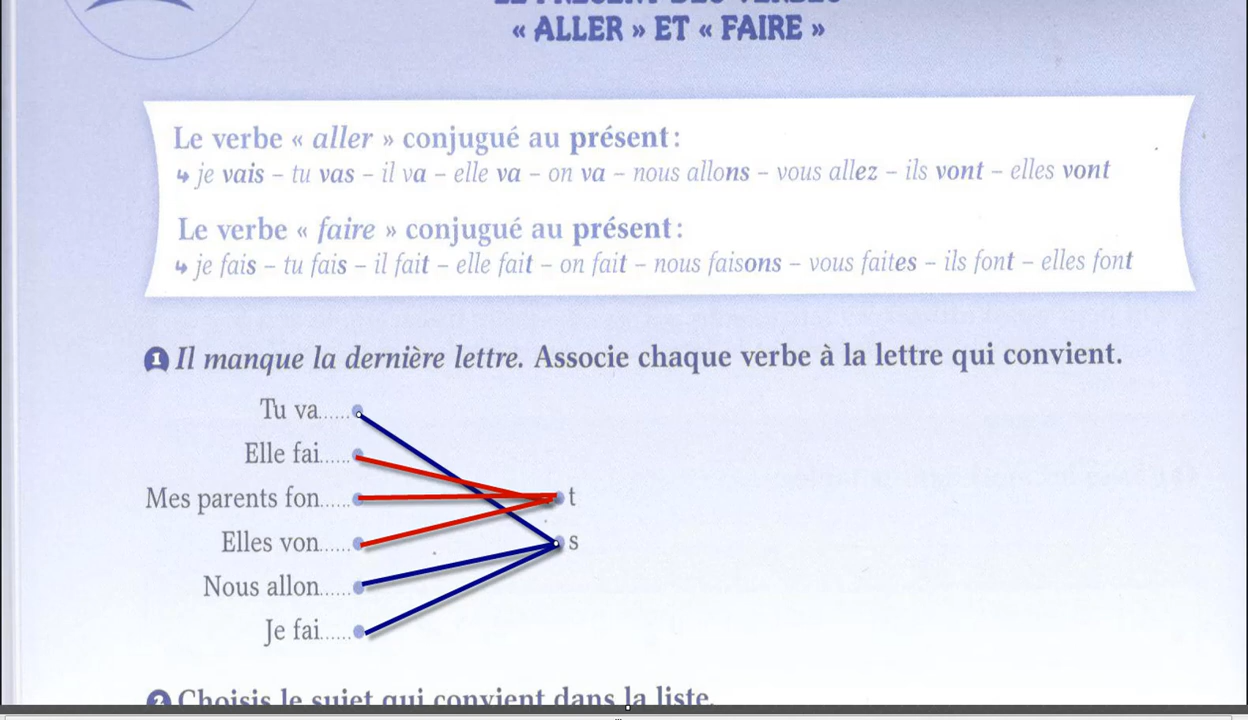 LE PRÉSENT DES VERBES
« ALLER » ET « FAIRE »
Le verbe « aller » conjugué au présent :
↳ je vais – tu vas – il va – elle va – on va – nous allons – vous allez – ils vont – elles vont
Le verbe « faire » conjugué au présent :
↳ je fais – tu fais – il fait – elle fait – on fait – nous faisons – vous faites – ils font – elles font
1 Il manque la dernière lettre. Associe chaque verbe à la lettre qui convient.
Tu va......
Elle fai......
Mes parents fon......
t
Elles von......
s
Nous allon......
Je fai......
2 Choisis le sujet qui convient dans la liste.